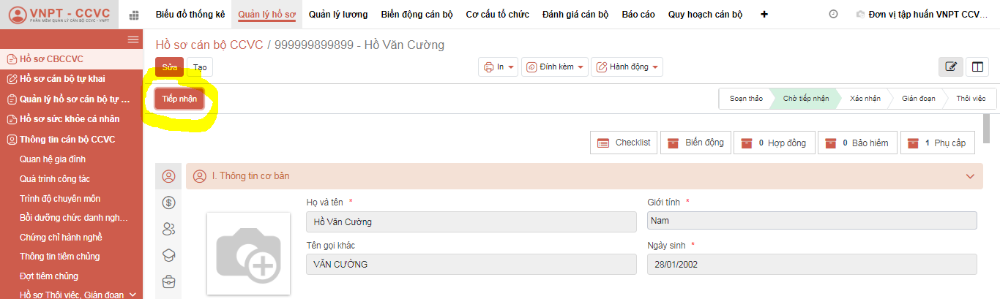 VNPT - CCVC
PHẦN MỀM QUẢN LÝ CÁN BỘ CCVC - VNPT
Biểu đồ thống kê
Quản lý hồ sơ
Quản lý lương
Biến động cán bộ
Cơ cấu tổ chức
Đánh giá cán bộ
Báo cáo
Quy hoạch cán bộ
Đơn vị tập huấn VNPT CCV...
Hồ sơ CBCCVC
Hồ sơ cán bộ tự khai
Quản lý hồ sơ cán bộ tự ...
Hồ sơ sức khỏe cá nhân
Thông tin cán bộ CCVC
Quan hệ gia đình
Quá trình công tác
Trình độ chuyên môn
Bồi dưỡng chức danh ngh...
Chứng chỉ hành nghề
Thông tin tiêm chủng
Đợt tiêm chủng
Hồ sơ Thôi việc, Gián đoạn
Hồ sơ cán bộ CCVC / 999999899899 - Hồ Văn Cường
Sửa
Tạo
In
Đính kèm
Hành động
Tiếp nhận
Soạn thảo
Chờ tiếp nhận
Xác nhận
Gián đoạn
Thôi việc
Checklist
Biến động
0 Hợp đồng
0 Bảo hiểm
1 Phụ cấp
I. Thông tin cơ bản
Họ và tên *
Hồ Văn Cường
Giới tính *
Nam
Tên gọi khác
VĂN CƯỜNG
Ngày sinh *
28/01/2002